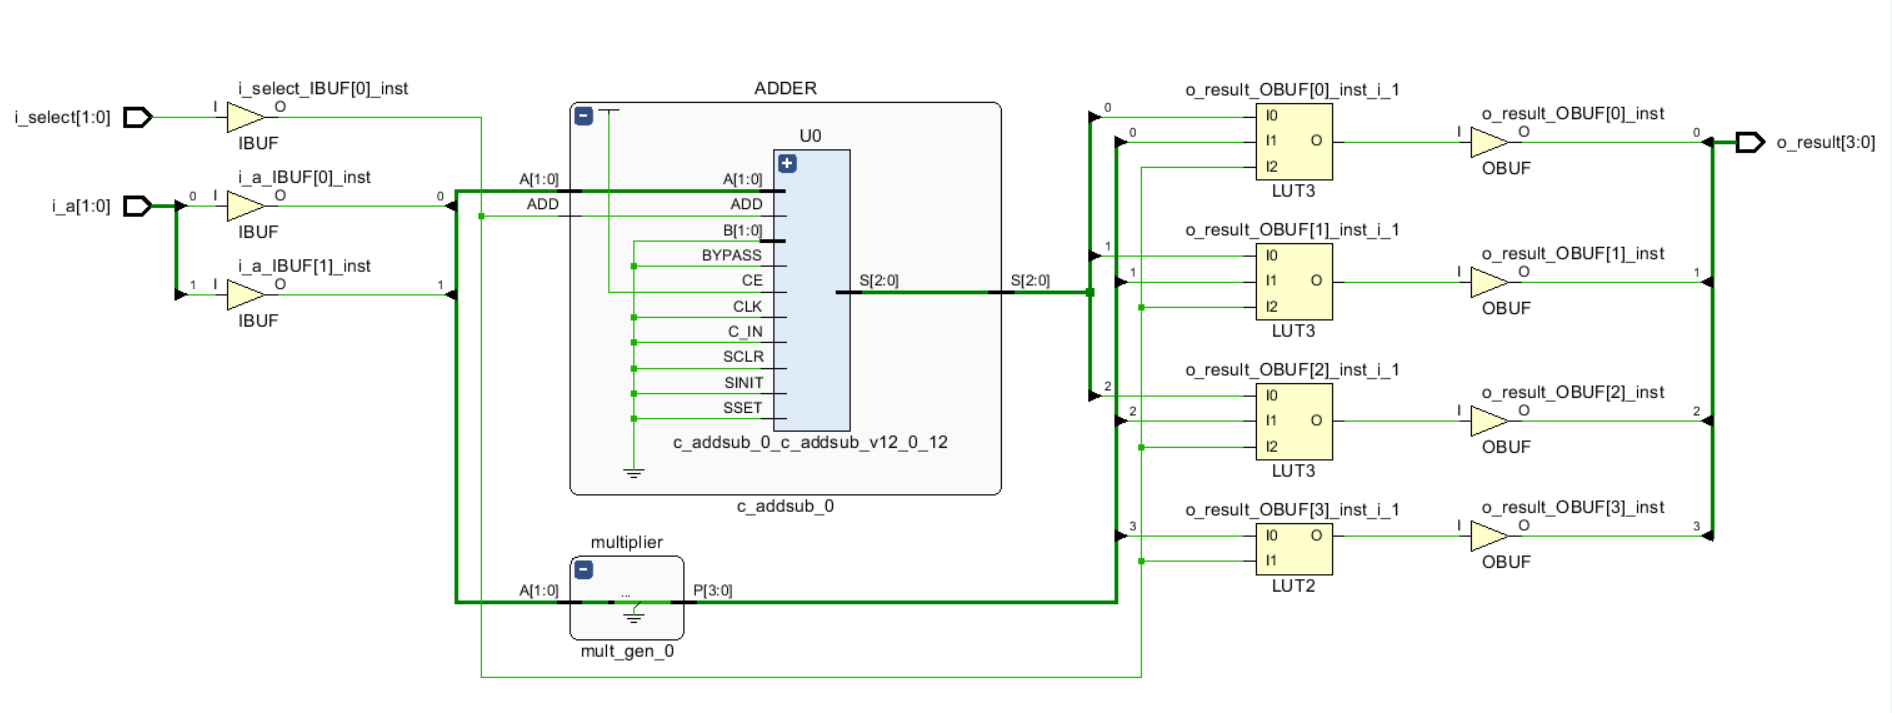 i_select[1:0]
I
i_select_IBUF[0]_inst
O
IBUF
i_a[1:0]
0
I
i_a_IBUF[0]_inst
O
IBUF
0
1
I
i_a_IBUF[1]_inst
O
IBUF
1
ADDER
U0
A[1:0]
A[1:0]
ADD
ADD
B[1:0]
BYPASS
CE
CLK
C_IN
SCLR
SINIT
SSET
S[2:0]
S[2:0]
c_addsub_0_c_addsub_v12_0_12
c_addsub_0
multiplier
A[1:0]
...
P[3:0]
mult_gen_0
o_result_OBUF[0]_inst_i_1
0
I0
0
I1
O
I2
LUT3
o_result_OBUF[0]_inst
I
O
OBUF
0
o_result[3:0]
o_result_OBUF[1]_inst_i_1
1
I0
1
I1
O
I2
LUT3
o_result_OBUF[1]_inst
I
O
OBUF
1
o_result_OBUF[2]_inst_i_1
2
I0
2
I1
O
I2
LUT3
o_result_OBUF[2]_inst
I
O
OBUF
2
o_result_OBUF[3]_inst_i_1
3
I0
O
I1
LUT2
o_result_OBUF[3]_inst
I
O
OBUF
3